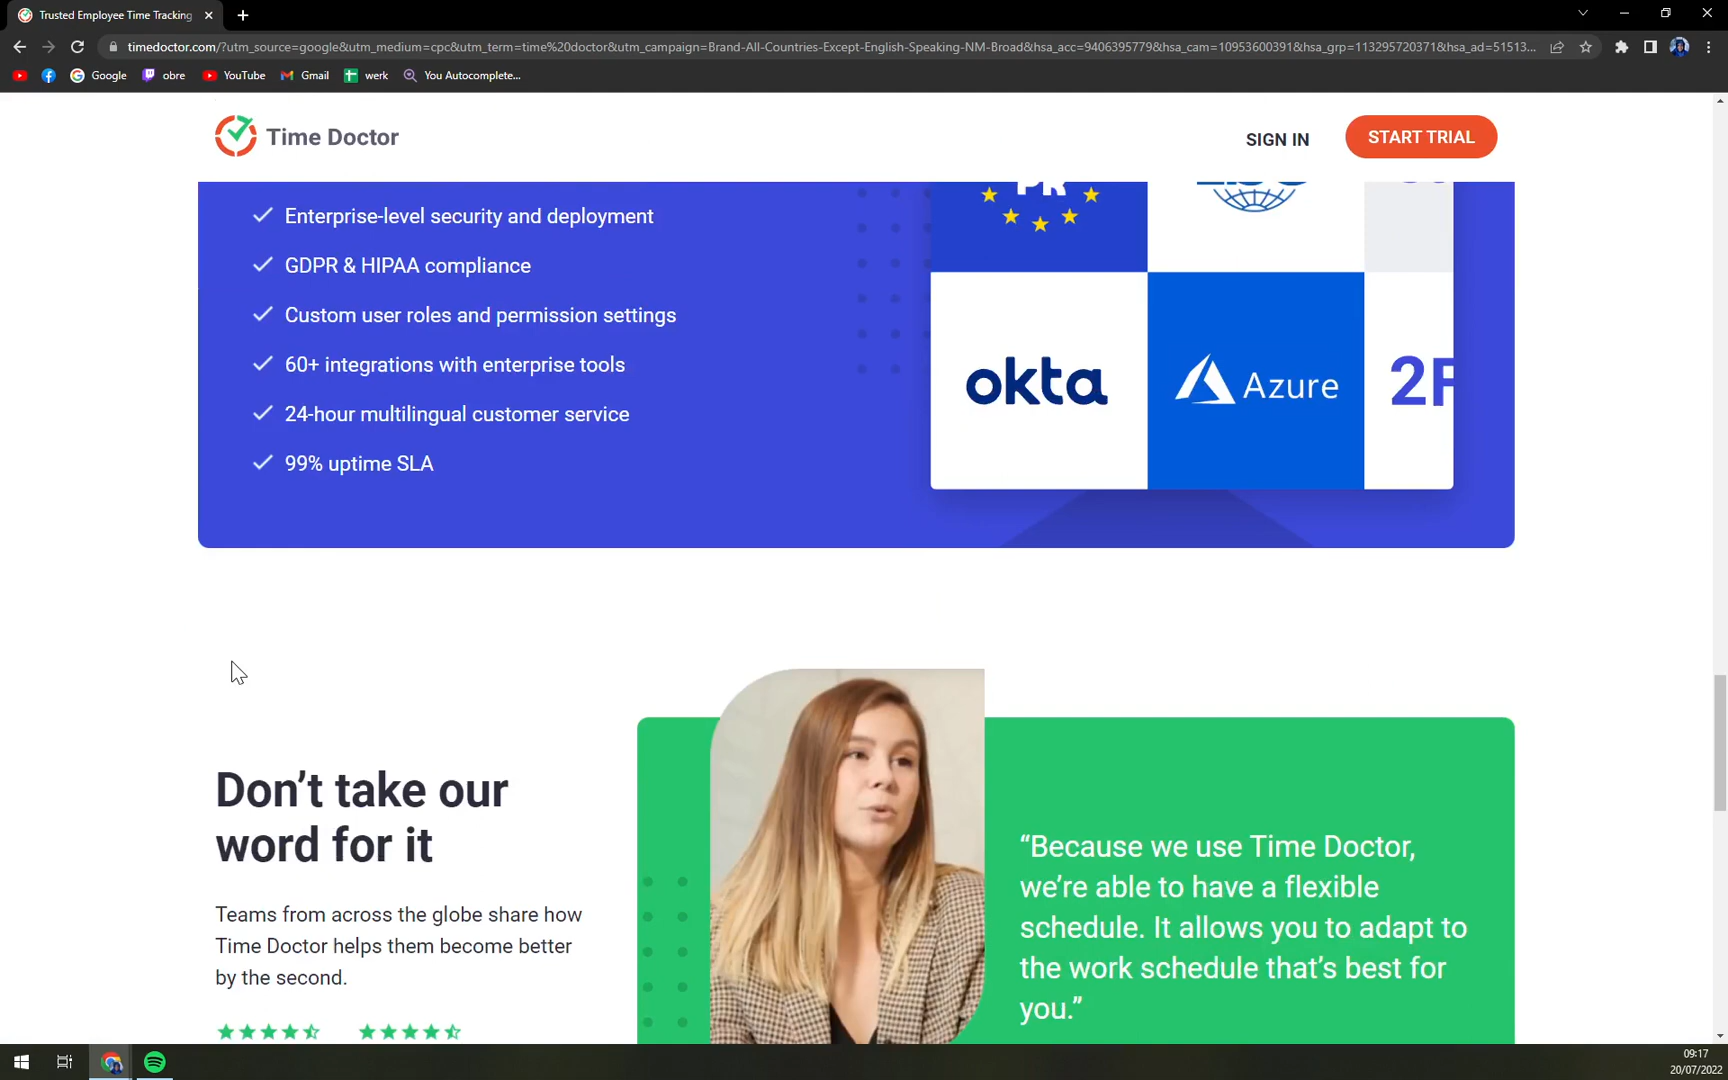 Trusted Employee Time Tracking
timedoctor.com/?utm_source=google&utm_medium=cpc&utm_term=time%20doctor&utm_campaign=Brand-All-Countries-Except-English-Speaking-NM-Broad&hsa_acc=9406395779&hsa_cam=10953600391&hsa_grp=113295720371&hsa_ad=51513...
Google
obre
YouTube
Gmail
werk
You Autocomplete...
Time Doctor
SIGN IN
START TRIAL
Enterprise-level security and deployment
GDPR & HIPAA compliance
Custom user roles and permission settings
60+ integrations with enterprise tools
24-hour multilingual customer service
99% uptime SLA
PR
okta
Azure
2F
Don’t take our
word for it
Teams from across the globe share how
Time Doctor helps them become better
by the second.
“Because we use Time Doctor,
we’re able to have a flexible
schedule. It allows you to adapt to
the work schedule that’s best for
you.”
09:17
20/07/2022